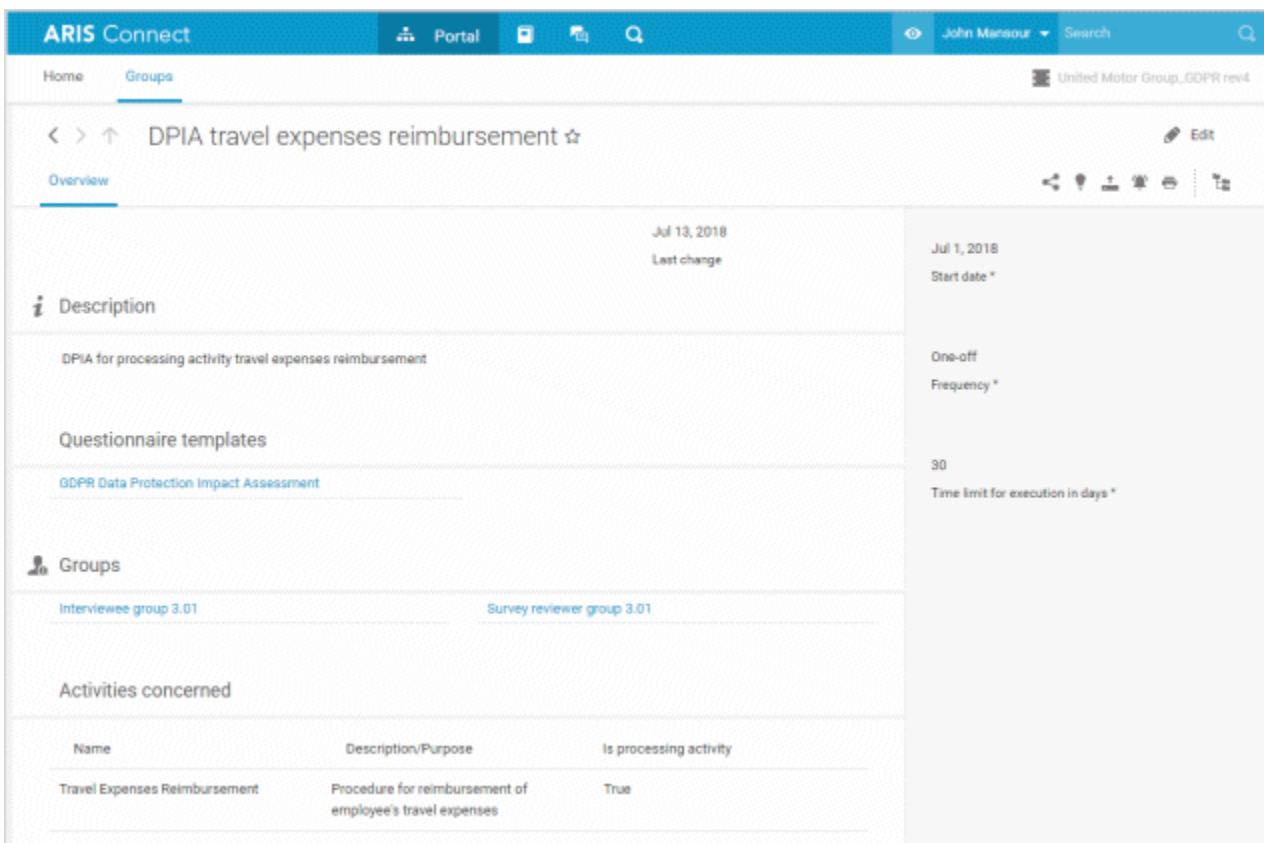 ARIS Connect
Portal
John Mansour
Search
Home
Groups
United Motor Group_GDPR rev4
DPIA travel expenses reimbursement
Edit
Overview
Jul 13, 2018
Last change
Jul 1, 2018
Start date *
Description
DPIA for processing activity travel expenses reimbursement
One-off
Frequency *
Questionnaire templates
GDPR Data Protection Impact Assessment
30
Time limit for execution in days *
Groups
Interviewee group 3.01
Survey reviewer group 3.01
Activities concerned
Name
Description/Purpose
Is processing activity
Travel Expenses Reimbursement
Procedure for reimbursement of
employee's travel expenses
True